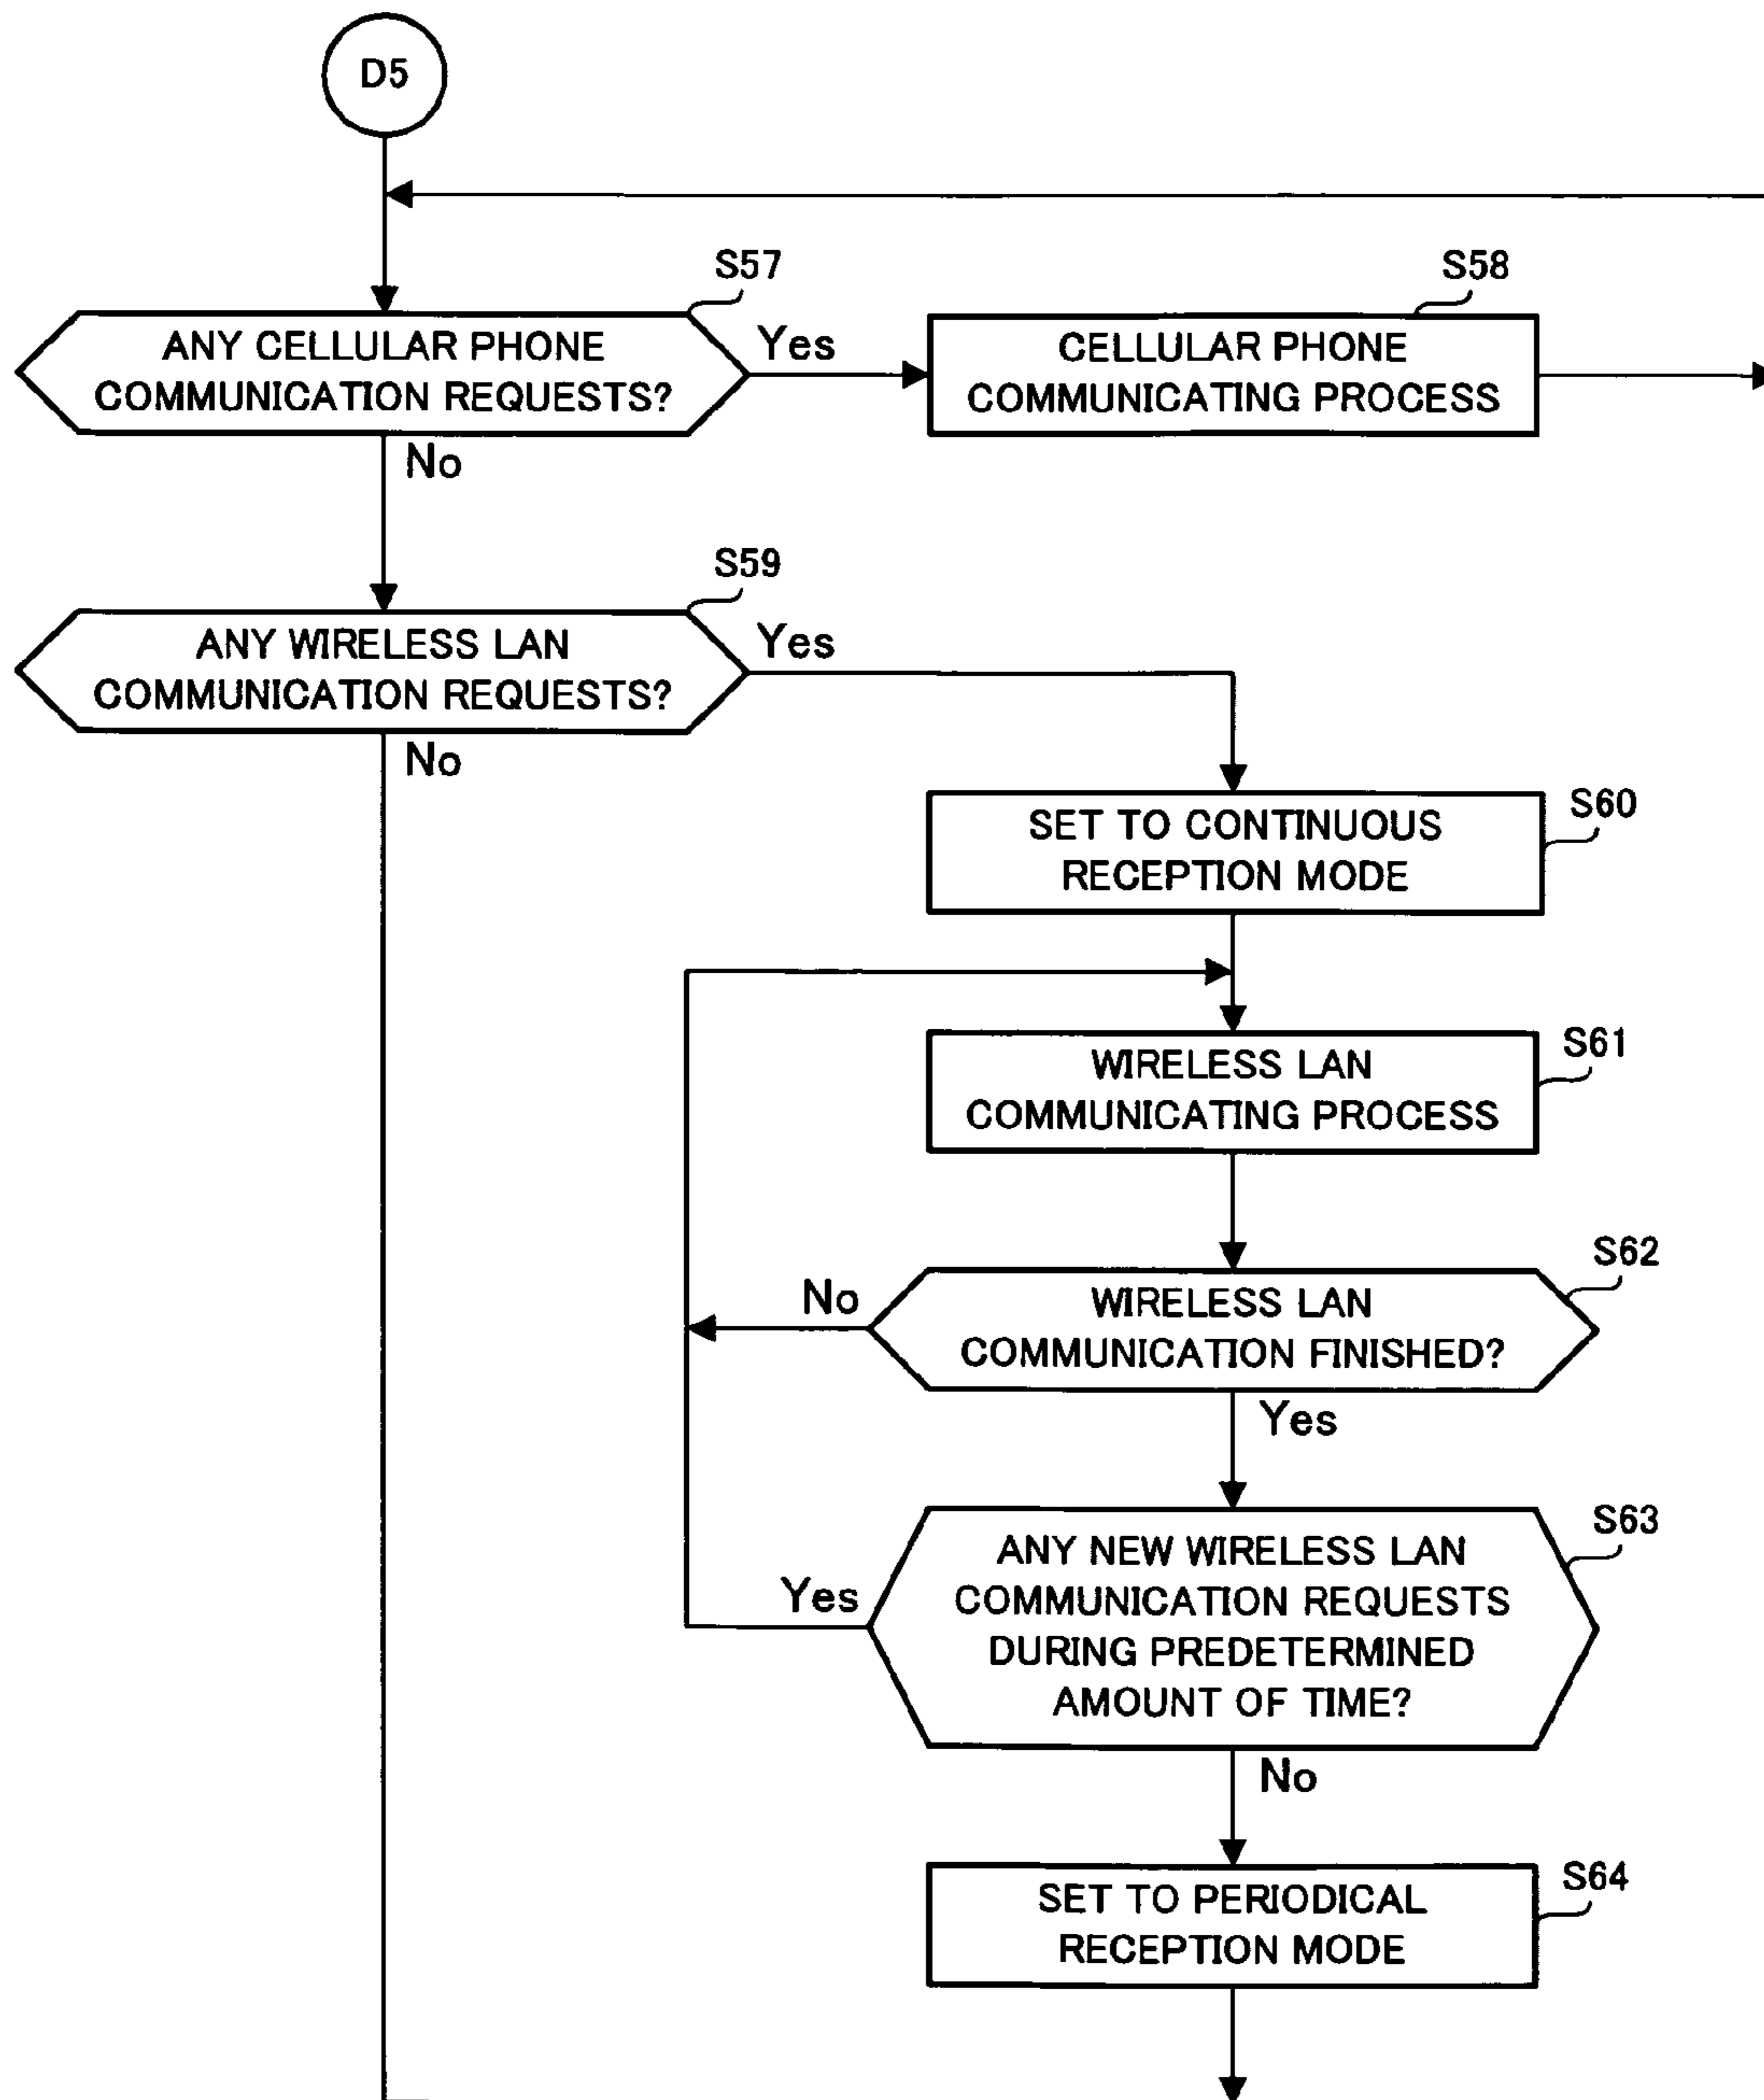 D5
S57
ANY CELLULAR PHONE
COMMUNICATION REQUESTS?
Yes
No
S58
CELLULAR PHONE
COMMUNICATING PROCESS
S59
ANY WIRELESS LAN
COMMUNICATION REQUESTS?
Yes
No
S60
SET TO CONTINUOUS
RECEPTION MODE
S61
WIRELESS LAN
COMMUNICATING PROCESS
S62
No
WIRELESS LAN
COMMUNICATION FINISHED?
Yes
S63
Yes
ANY NEW WIRELESS LAN
COMMUNICATION REQUESTS
DURING PREDETERMINED
AMOUNT OF TIME?
No
S64
SET TO PERIODICAL
RECEPTION MODE